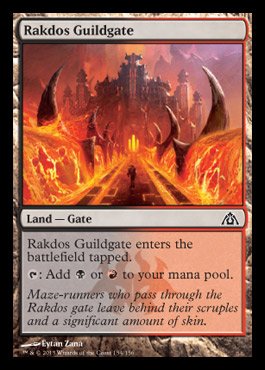 Rakdos Guildgate
Land — Gate
Rakdos Guildgate enters the
battlefield tapped.
: Add or to your mana pool.
Maze-runners who pass through the
Rakdos gate leave behind their scruples
and a significant amount of skin.
Eytan Zana
™ & © 2013 Wizards of the Coast 154/156